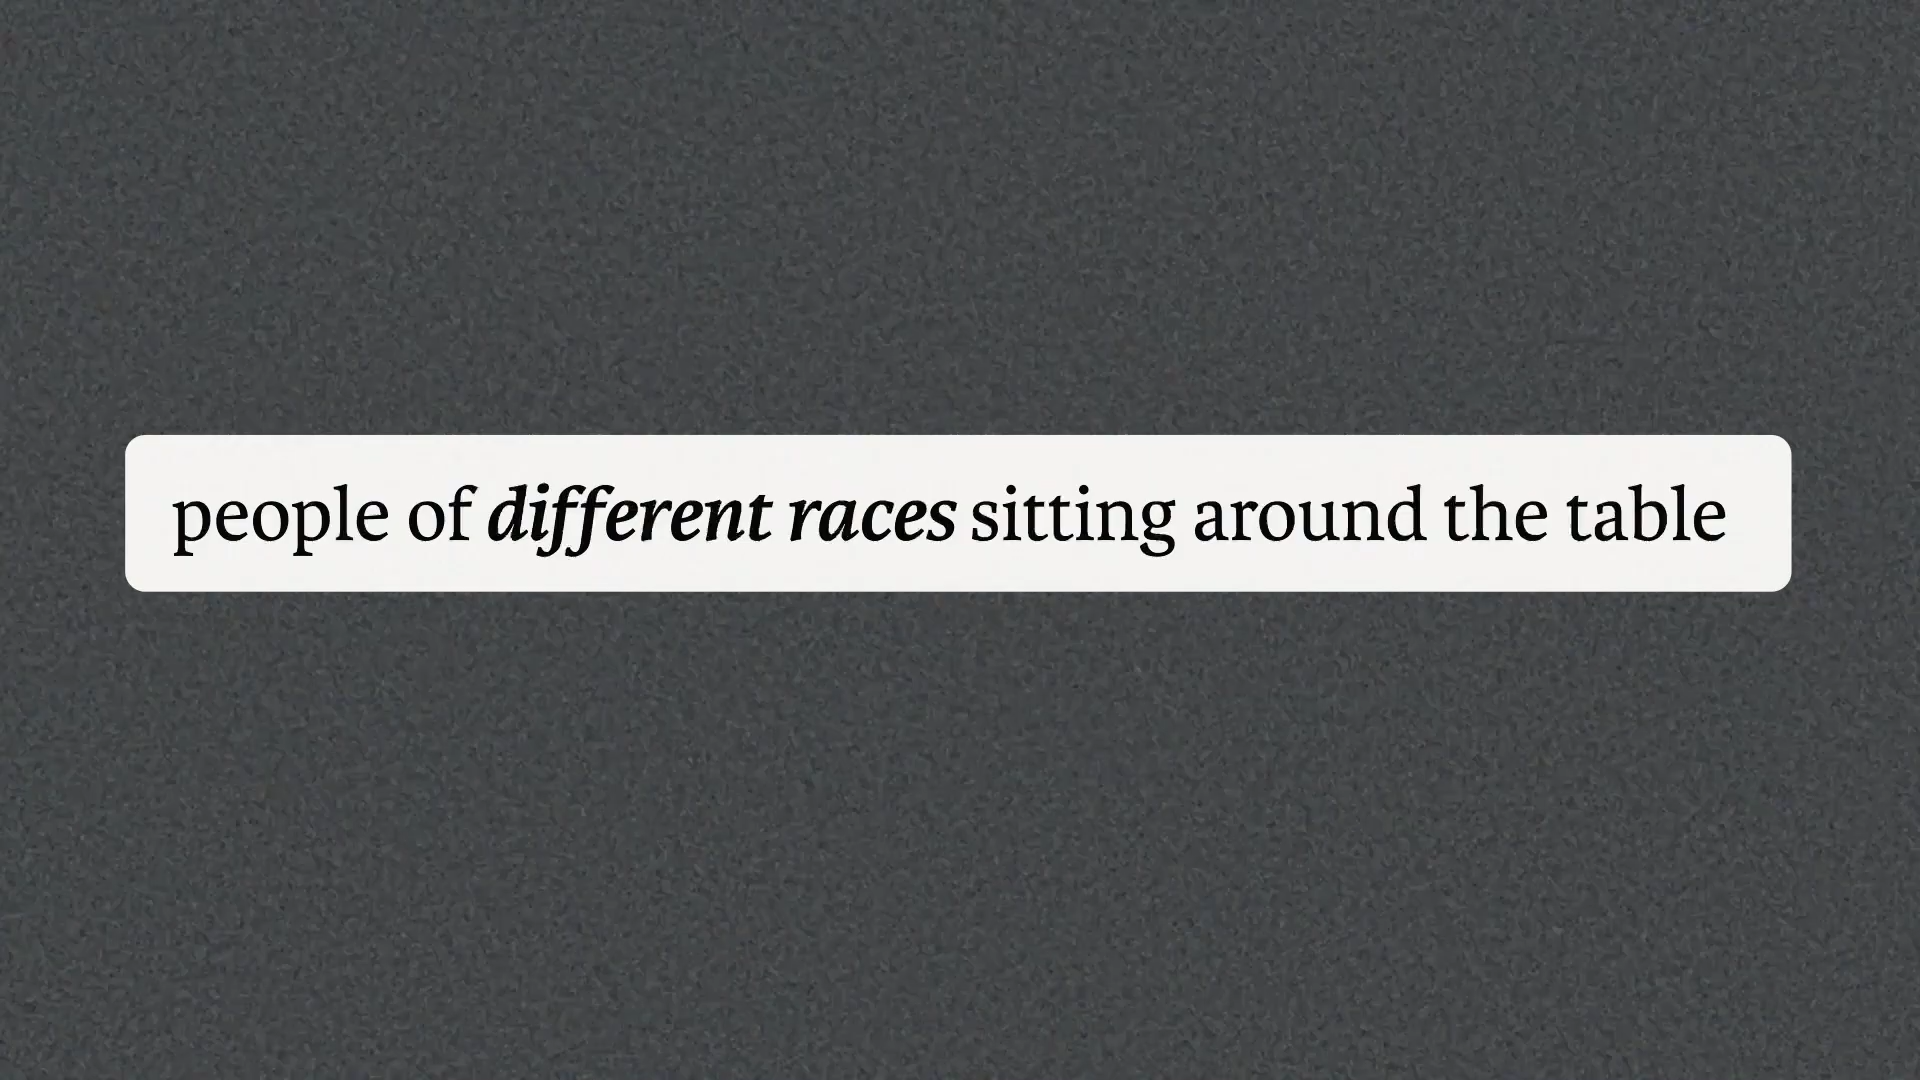 people of different races sitting around the table